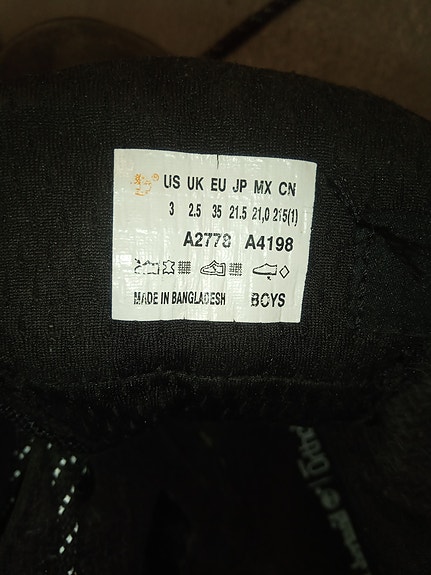 US UK EU JP MX CN
3 2.5 35 21.5 21,0 215(1)
A2778 A4198
MADE IN BANGLADESH BOYS